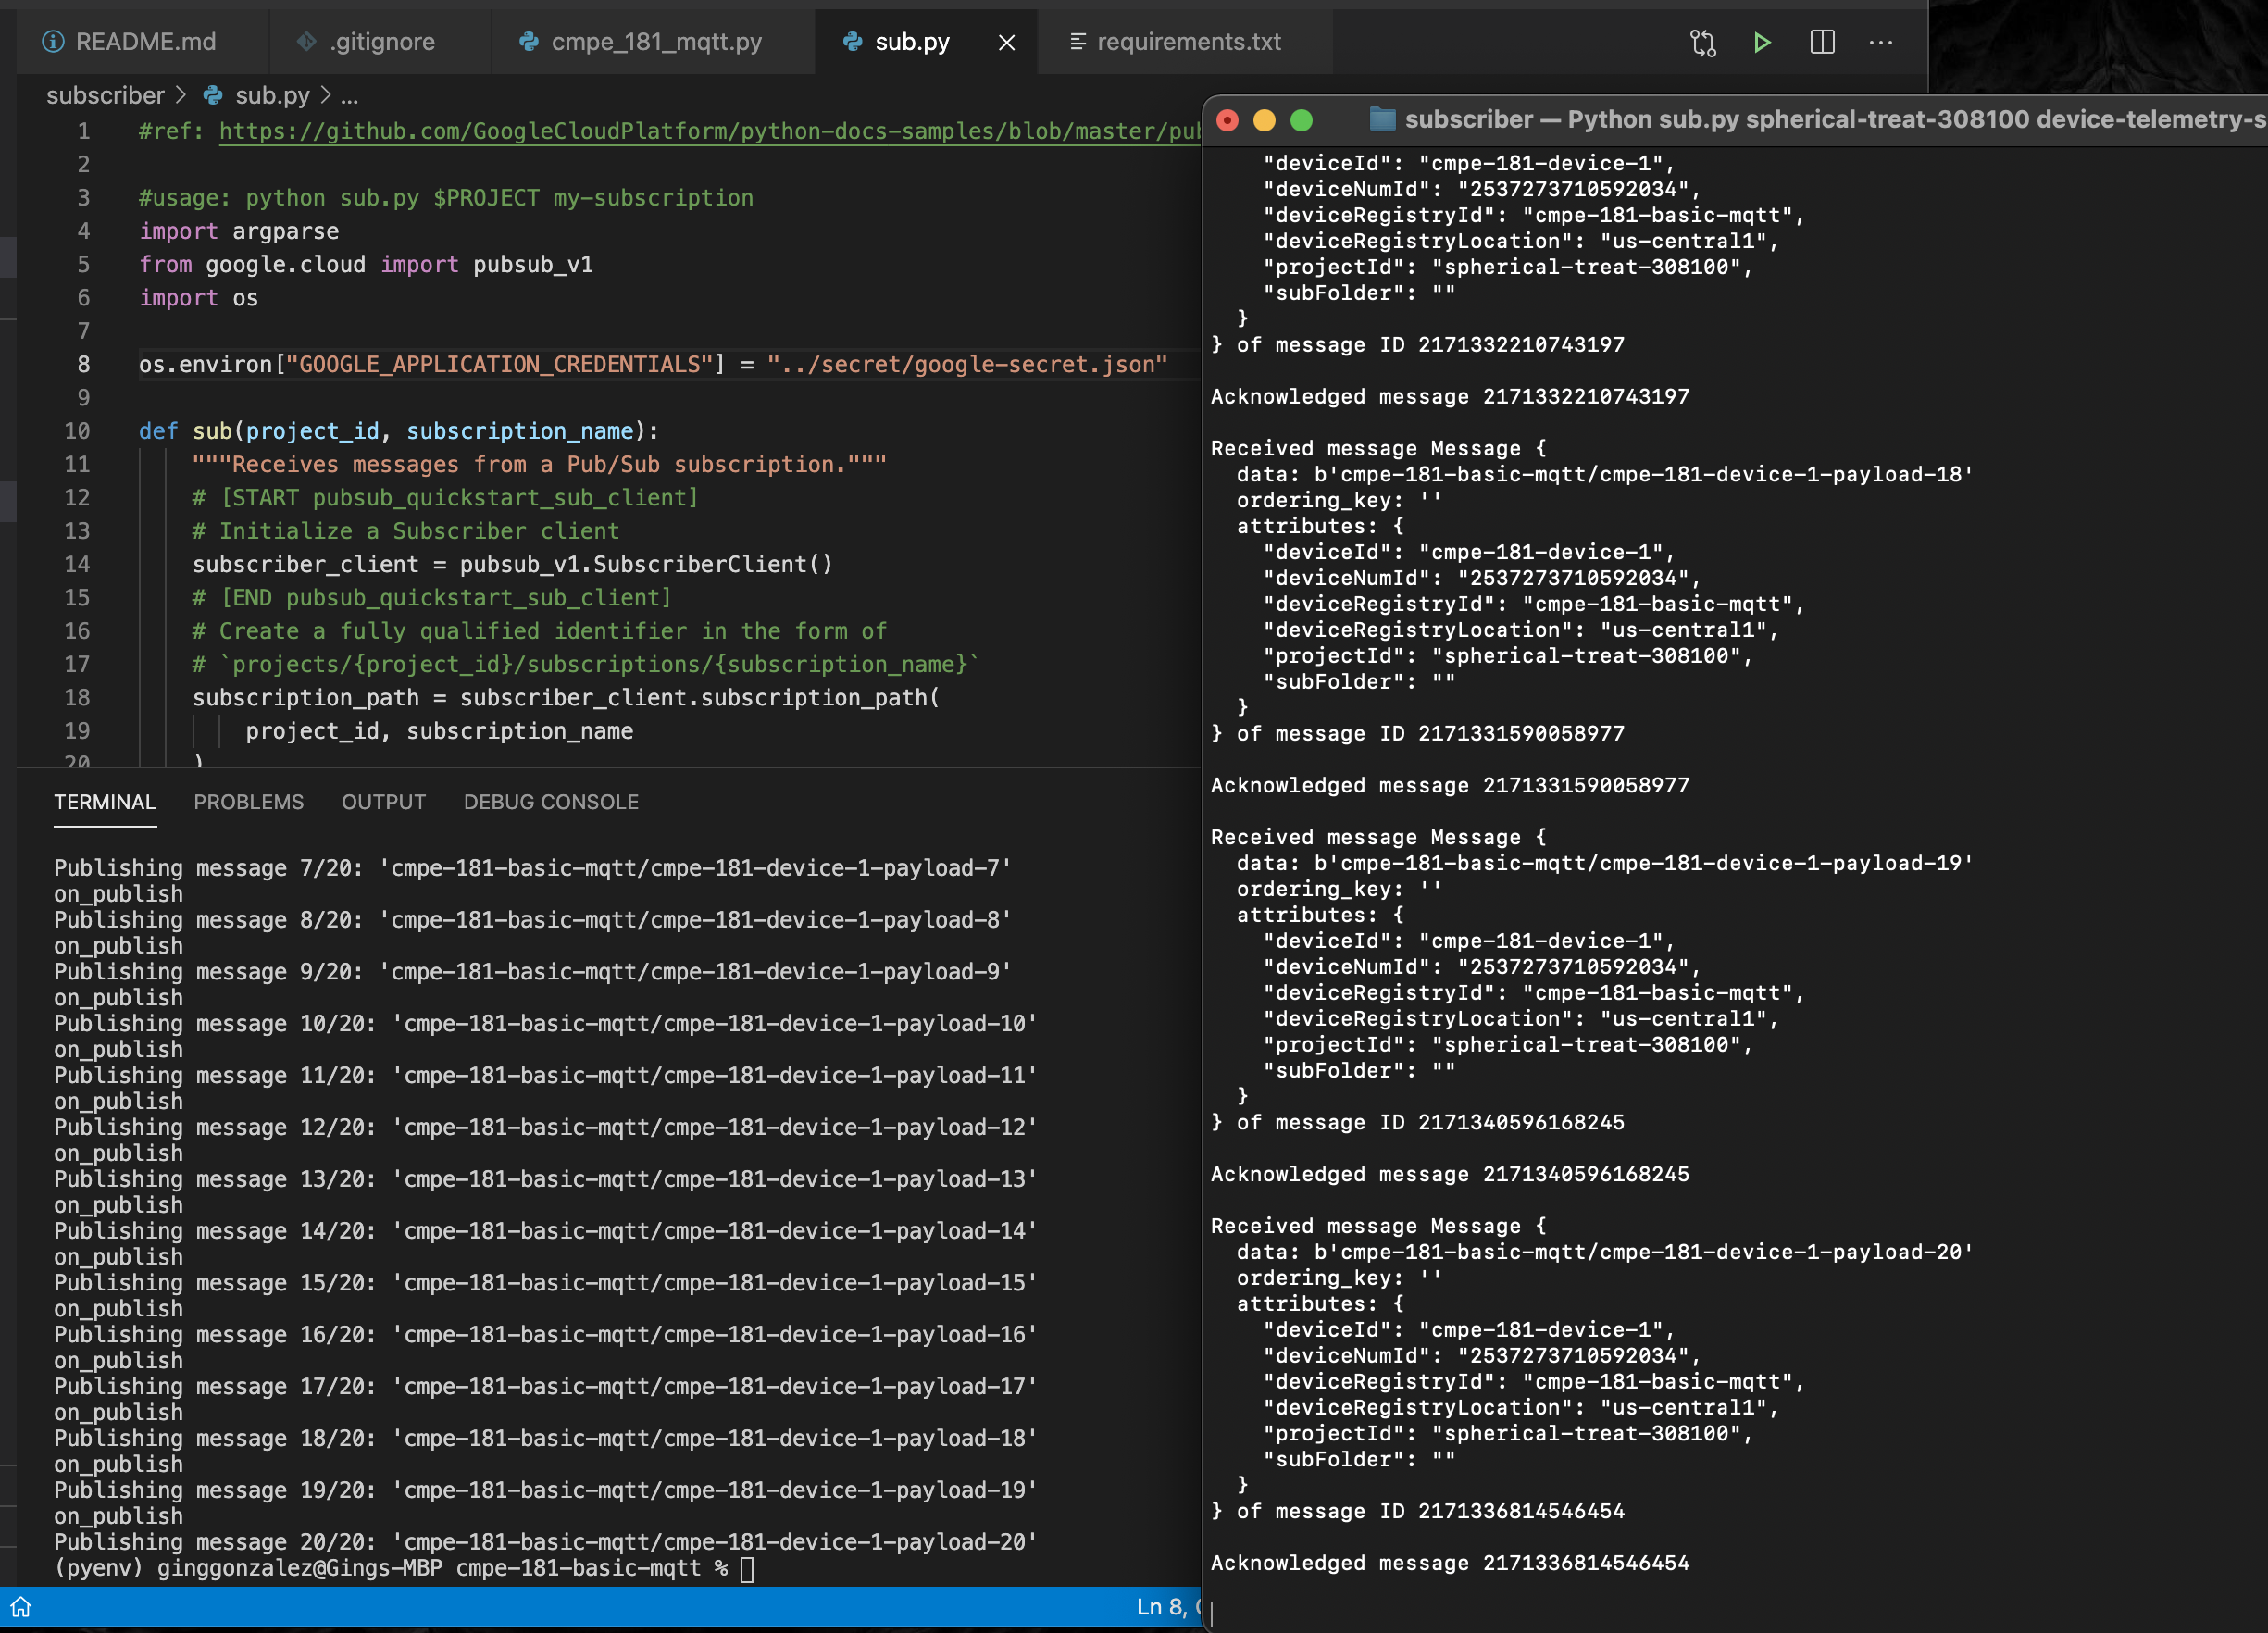 README.md
.gitignore
cmpe_181_mqtt.py
sub.py
requirements.txt
subscriber > sub.py > ...
1 #ref: https://github.com/GoogleCloudPlatform/python-docs-samples/blob/master/pub
2
3 #usage: python sub.py $PROJECT my-subscription
4 import argparse
5 from google.cloud import pubsub_v1
6 import os
7
8 os.environ["GOOGLE_APPLICATION_CREDENTIALS"] = "../secret/google-secret.json"
9
10 def sub(project_id, subscription_name):
11 """Receives messages from a Pub/Sub subscription."""
12 # [START pubsub_quickstart_sub_client]
13 # Initialize a Subscriber client
14 subscriber_client = pubsub_v1.SubscriberClient()
15 # [END pubsub_quickstart_sub_client]
16 # Create a fully qualified identifier in the form of
17 # `projects/{project_id}/subscriptions/{subscription_name}`
18 subscription_path = subscriber_client.subscription_path(
19 project_id, subscription_name
20 )
TERMINAL PROBLEMS OUTPUT DEBUG CONSOLE
Publishing message 7/20: 'cmpe-181-basic-mqtt/cmpe-181-device-1-payload-7'
on_publish
Publishing message 8/20: 'cmpe-181-basic-mqtt/cmpe-181-device-1-payload-8'
on_publish
Publishing message 9/20: 'cmpe-181-basic-mqtt/cmpe-181-device-1-payload-9'
on_publish
Publishing message 10/20: 'cmpe-181-basic-mqtt/cmpe-181-device-1-payload-10'
on_publish
Publishing message 11/20: 'cmpe-181-basic-mqtt/cmpe-181-device-1-payload-11'
on_publish
Publishing message 12/20: 'cmpe-181-basic-mqtt/cmpe-181-device-1-payload-12'
on_publish
Publishing message 13/20: 'cmpe-181-basic-mqtt/cmpe-181-device-1-payload-13'
on_publish
Publishing message 14/20: 'cmpe-181-basic-mqtt/cmpe-181-device-1-payload-14'
on_publish
Publishing message 15/20: 'cmpe-181-basic-mqtt/cmpe-181-device-1-payload-15'
on_publish
Publishing message 16/20: 'cmpe-181-basic-mqtt/cmpe-181-device-1-payload-16'
on_publish
Publishing message 17/20: 'cmpe-181-basic-mqtt/cmpe-181-device-1-payload-17'
on_publish
Publishing message 18/20: 'cmpe-181-basic-mqtt/cmpe-181-device-1-payload-18'
on_publish
Publishing message 19/20: 'cmpe-181-basic-mqtt/cmpe-181-device-1-payload-19'
on_publish
Publishing message 20/20: 'cmpe-181-basic-mqtt/cmpe-181-device-1-payload-20'
(pyenv) ginggonzalez@Gings-MBP cmpe-181-basic-mqtt %
Ln 8,
subscriber — Python sub.py spherical-treat-308100 device-telemetry-s
"deviceId": "cmpe-181-device-1",
"deviceNumId": "2537273710592034",
"deviceRegistryId": "cmpe-181-basic-mqtt",
"deviceRegistryLocation": "us-central1",
"projectId": "spherical-treat-308100",
"subFolder": ""
}
} of message ID 2171332210743197
Acknowledged message 2171332210743197
Received message Message {
data: b'cmpe-181-basic-mqtt/cmpe-181-device-1-payload-18'
ordering_key: ''
attributes: {
"deviceId": "cmpe-181-device-1",
"deviceNumId": "2537273710592034",
"deviceRegistryId": "cmpe-181-basic-mqtt",
"deviceRegistryLocation": "us-central1",
"projectId": "spherical-treat-308100",
"subFolder": ""
}
} of message ID 2171331590058977
Acknowledged message 2171331590058977
Received message Message {
data: b'cmpe-181-basic-mqtt/cmpe-181-device-1-payload-19'
ordering_key: ''
attributes: {
"deviceId": "cmpe-181-device-1",
"deviceNumId": "2537273710592034",
"deviceRegistryId": "cmpe-181-basic-mqtt",
"deviceRegistryLocation": "us-central1",
"projectId": "spherical-treat-308100",
"subFolder": ""
}
} of message ID 2171340596168245
Acknowledged message 2171340596168245
Received message Message {
data: b'cmpe-181-basic-mqtt/cmpe-181-device-1-payload-20'
ordering_key: ''
attributes: {
"deviceId": "cmpe-181-device-1",
"deviceNumId": "2537273710592034",
"deviceRegistryId": "cmpe-181-basic-mqtt",
"deviceRegistryLocation": "us-central1",
"projectId": "spherical-treat-308100",
"subFolder": ""
}
} of message ID 2171336814546454
Acknowledged message 2171336814546454